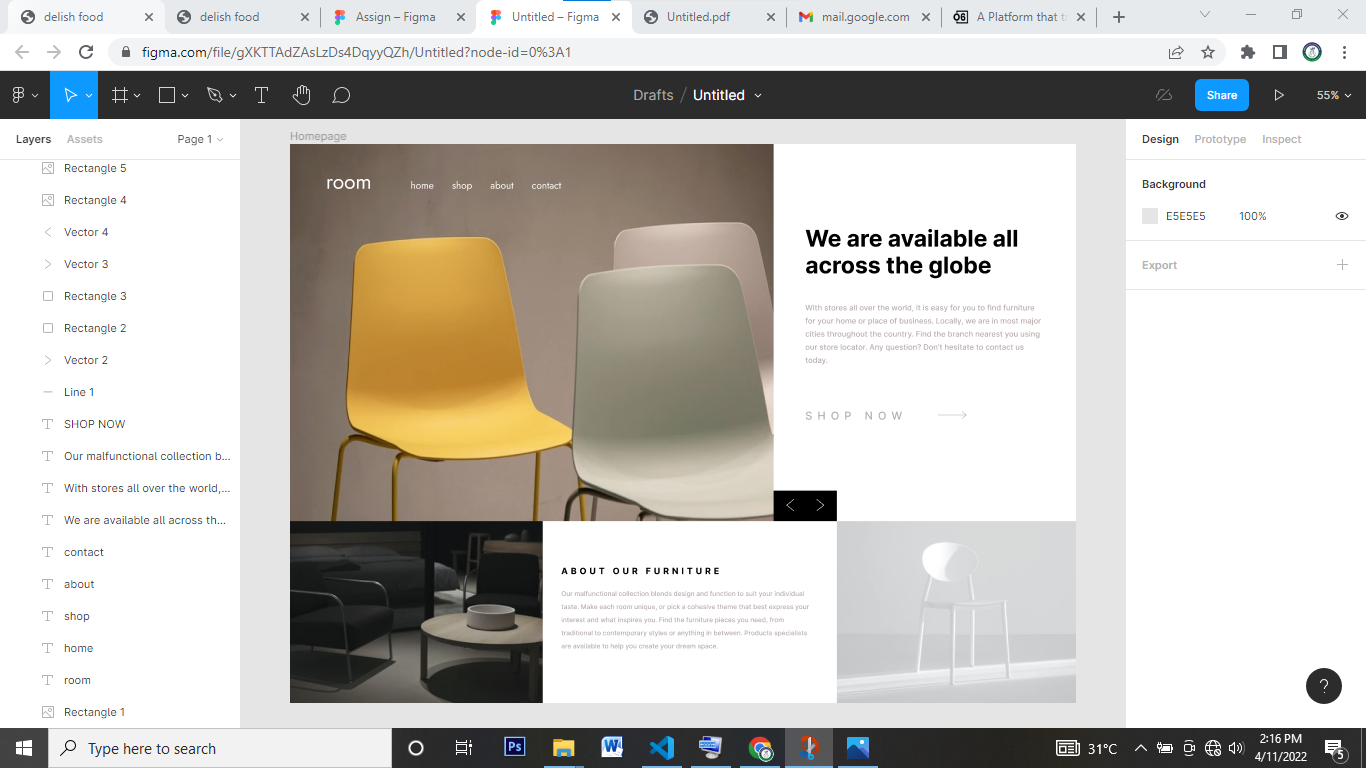 delish food
delish food
Assign – Figma
Untitled – Figma
Untitled.pdf
mail.google.com
A Platform that t
figma.com/file/gXKTTAdZAsLzDs4DqyyQZh/Untitled?node-id=0%3A1
Drafts / Untitled
Share
55%
Layers
Assets
Page 1
Rectangle 5
Rectangle 4
Vector 4
Vector 3
Rectangle 3
Rectangle 2
Vector 2
Line 1
SHOP NOW
Our malfunctional collection b...
With stores all over the world,...
We are available all across th...
contact
about
shop
home
room
Rectangle 1
Homepage
room
home shop about contact
We are available all
across the globe
With stores all over the world, it is easy for you to find furniture
for your home or place of business. Locally, we are in most major
cities throughout the country. Find the branch nearest you using
our store locator. Any question? Don't hesitate to contact us
today.
SHOP NOW
ABOUT OUR FURNITURE
Our malfunctional collection blends design and function to suit your individual
taste. Make each room unique, or pick a cohesive theme that best express your
interest and what inspires you. Find the furniture pieces you need, from
traditional to contemporary styles or anything in between. Products specialists
are available to help you create your dream space.
Design
Prototype
Inspect
Background
E5E5E5
100%
Export
?
Type here to search
Ps
W
31°C
2:16 PM
4/11/2022
5